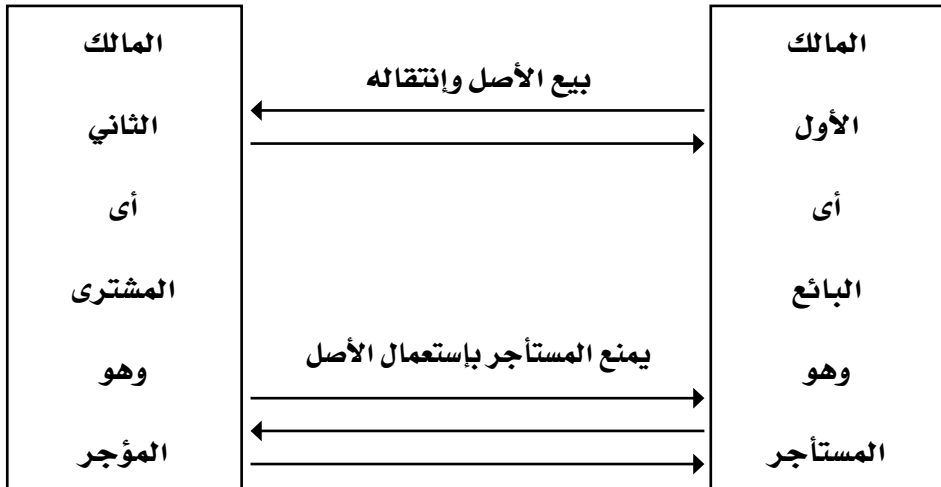 المالك
الأول
أى
البائع
وهو
المستأجر
بيع الأصل وإنتقاله
يمنع المستأجر بإستعمال الأصل
المالك
الثاني
أى
المشترى
وهو
المؤجر